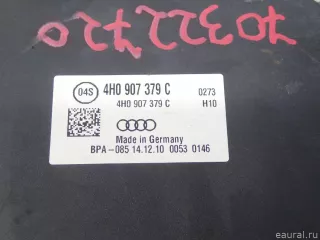 70322720
04S
4H0 907 379 C
0273
4H0 907 379 C
H10
Made in Germany
BPA-085 14.12.10 0053 0146
eaural.ru